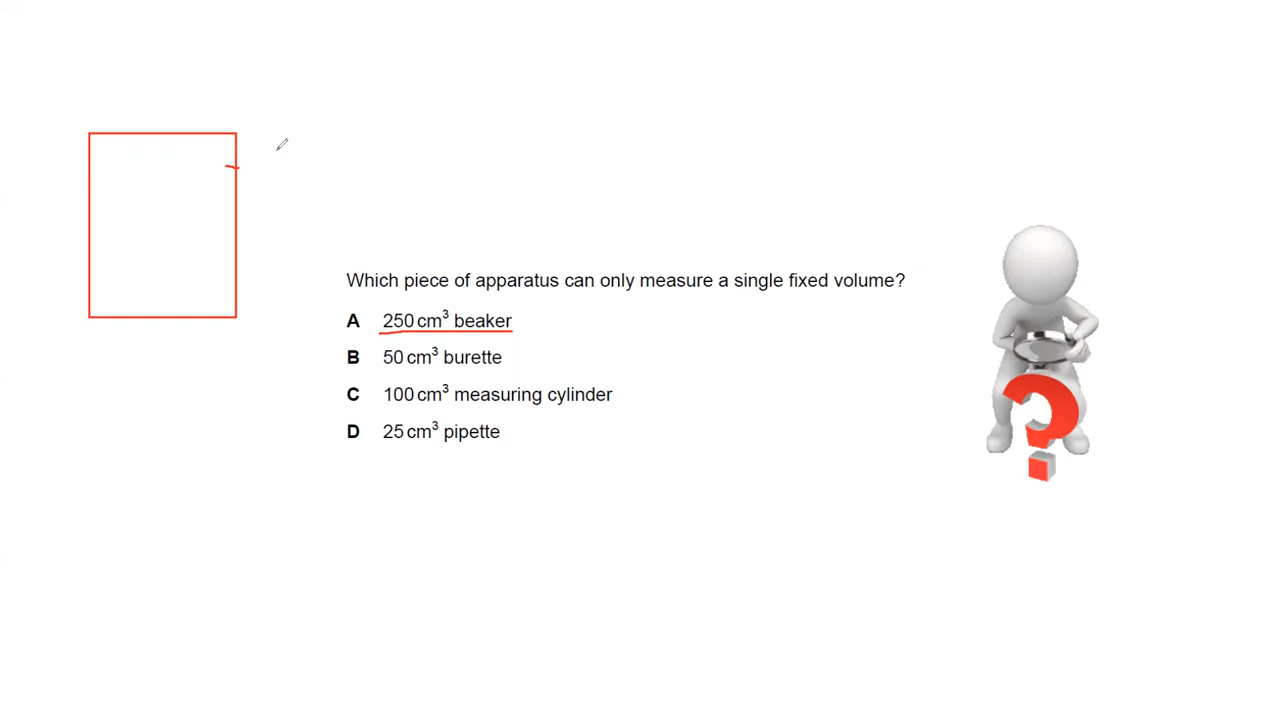 Which piece of apparatus can only measure a single fixed volume?
A 250 cm³ beaker
B 50 cm³ burette
C 100 cm³ measuring cylinder
D 25 cm³ pipette
?